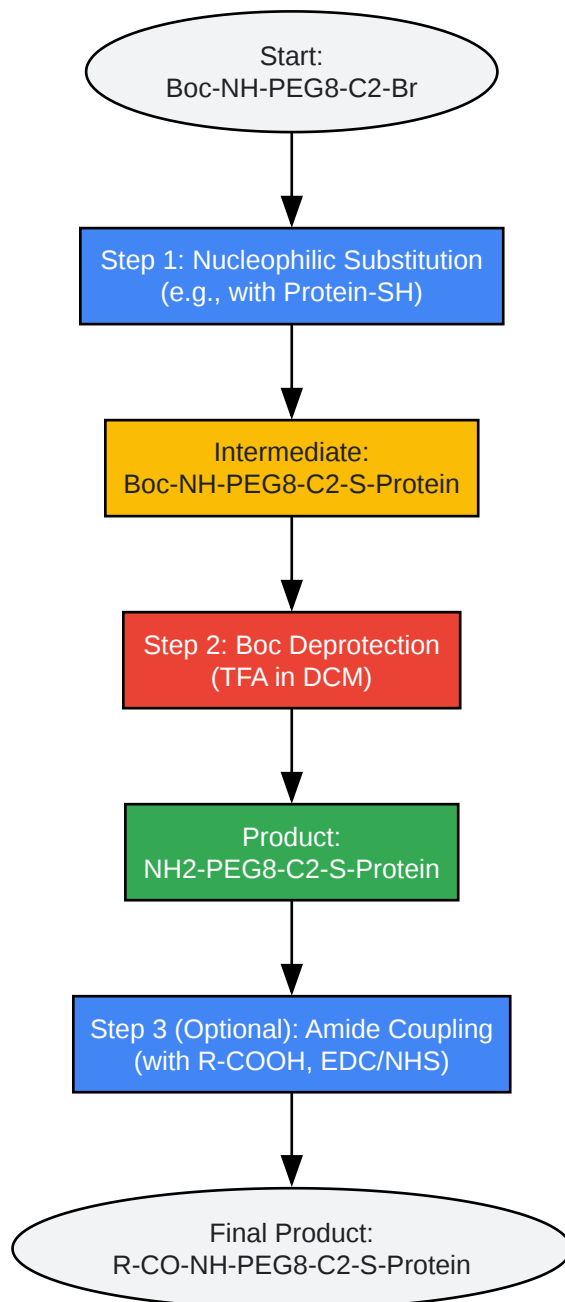 Start:
Boc-NH-PEG8-C2-Br
Step 1: Nucleophilic Substitution
(e.g., with Protein-SH)
Intermediate:
Boc-NH-PEG8-C2-S-Protein
Step 2: Boc Deprotection
(TFA in DCM)
Product:
NH2-PEG8-C2-S-Protein
Step 3 (Optional): Amide Coupling
(with R-COOH, EDC/NHS)
Final Product:
R-CO-NH-PEG8-C2-S-Protein